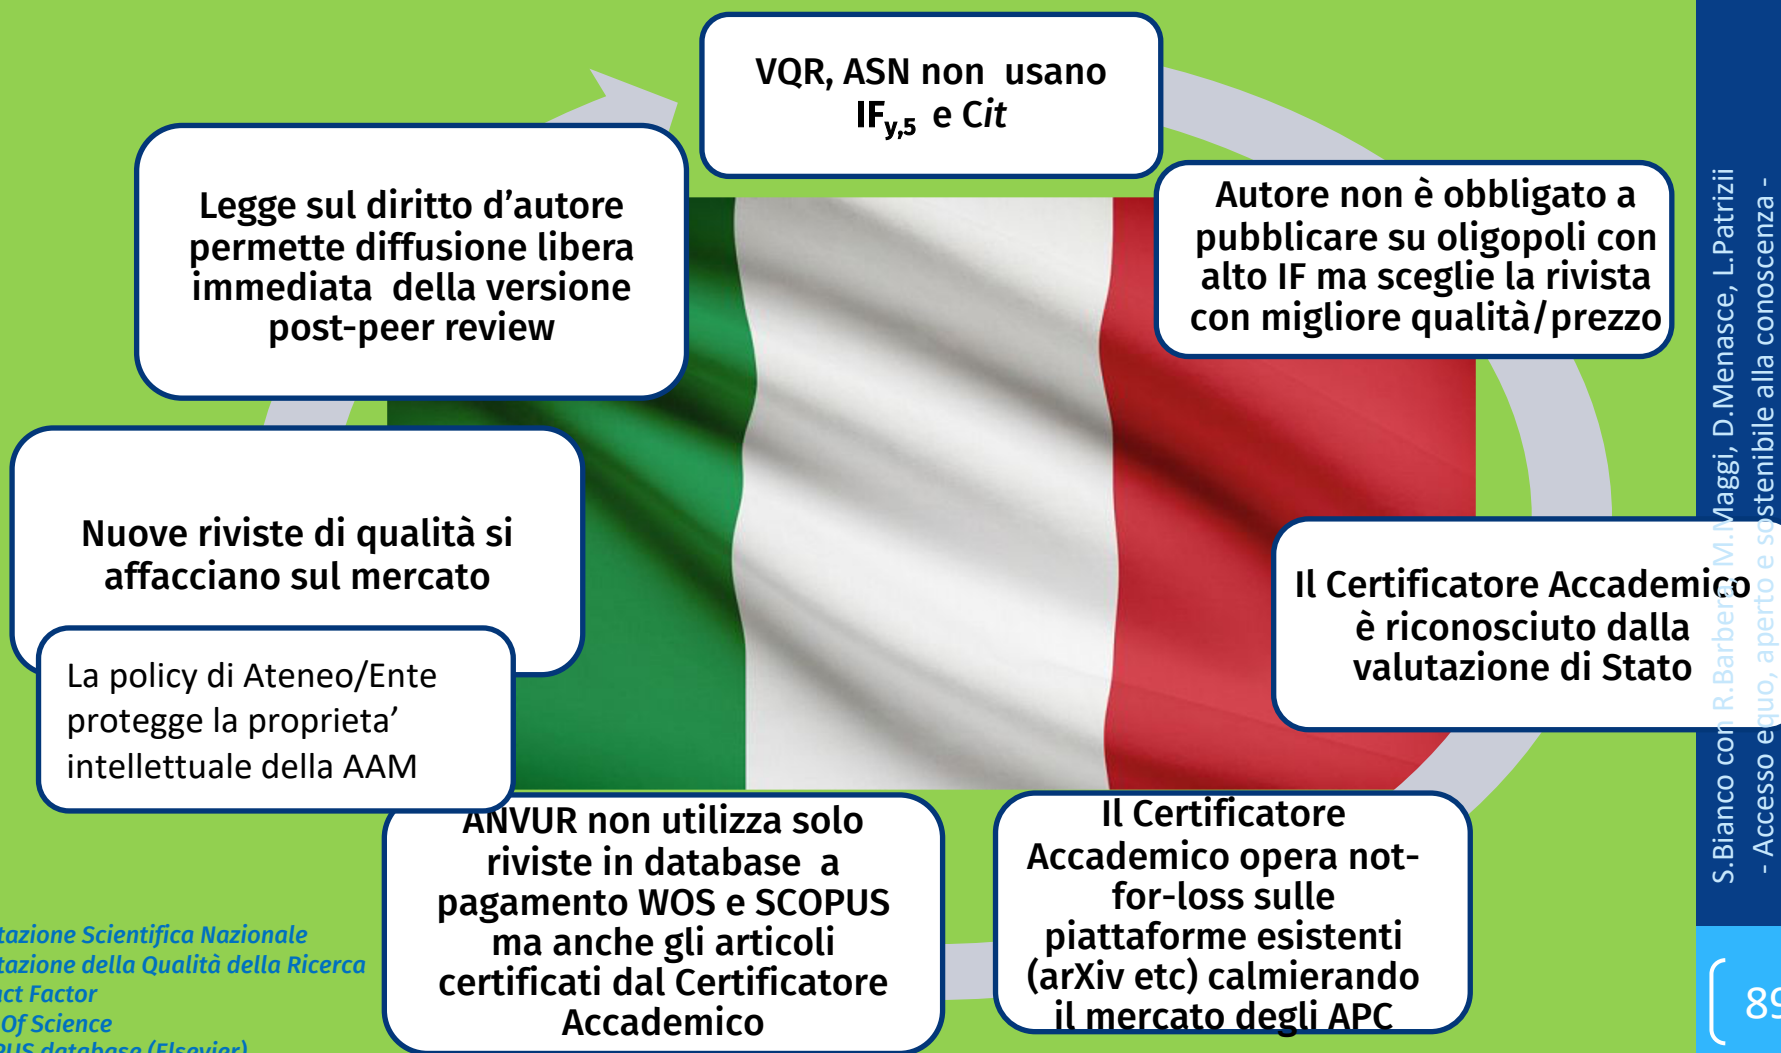 VQR, ASN non usano
IFy,5 e Cit
Autore non è obbligato a
pubblicare su oligopoli con
alto IF ma sceglie la rivista
con migliore qualità/prezzo
Il Certificatore Accademico
è riconosciuto dalla
valutazione di Stato
Il Certificatore
Accademico opera not-
for-loss sulle
piattaforme esistenti
(arXiv etc) calmierando
il mercato degli APC
ANVUR non utilizza solo
riviste in database a
pagamento WOS e SCOPUS
ma anche gli articoli
certificati dal Certificatore
Accademico
La policy di Ateneo/Ente
protegge la proprieta’
intellettuale della AAM
Nuove riviste di qualità si
affacciano sul mercato
Legge sul diritto d’autore
permette diffusione libera
immediata della versione
post-peer review
tazione Scientifica Nazionale
tazione della Qualità della Ricerca
act Factor
Of Science
PUS database (Elsevier)
S.Bianco con R.Barbera, M.Maggi, D.Menasce, L.Patrizii
- Accesso equo, aperto e sostenibile alla conoscenza -
89